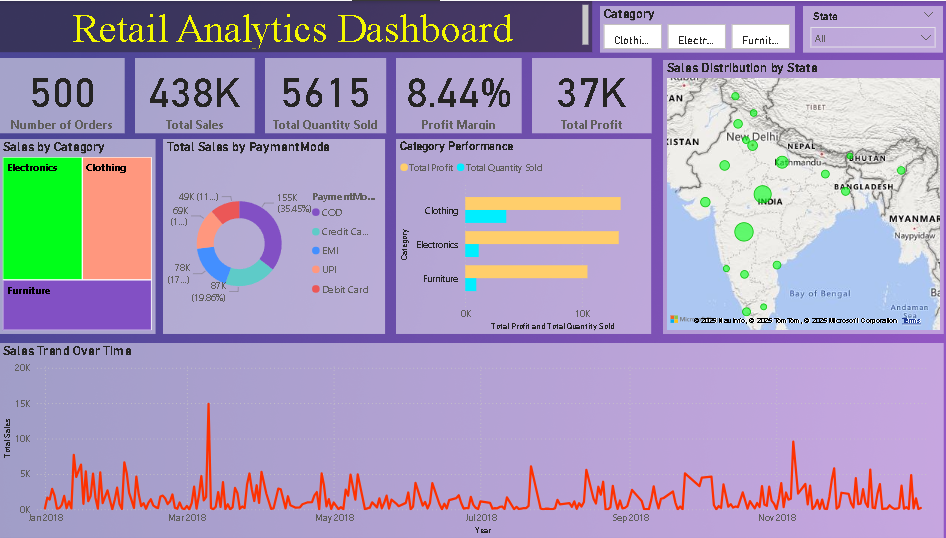 Retail Analytics Dashboard
Category
Clothi...
Electr...
Furnit...
State
All
500
Number of Orders
438K
Total Sales
5615
Total Quantity Sold
8.44%
Profit Margin
37K
Total Profit
Sales by Category
Electronics
Clothing
Furniture
Total Sales by PaymentMode
49K (11...)
69K
(1...)
78K
(17...)
87K
(19.86%)
155K
(35.45%)
PaymentMo...
COD
Credit Ca...
EMI
UPI
Debit Card
Category Performance
Total Profit
Total Quantity Sold
Category
Clothing
Electronics
Furniture
0K
10K
Total Profit and Total Quantity Sold
Sales Distribution by State
TIBET
New Delhi
NEPAL
Kathmandu
BHUTAN
BANGLADESH
INDIA
MYANMAR
Naypyidaw
Bay of Bengal
Andaman
Sea
© 2025 TomTom, © 2025 Microsoft Corporation
Terms
Sales Trend Over Time
Total Sales
20K
15K
10K
5K
0K
Jan 2018
Mar 2018
May 2018
Jul 2018
Sep 2018
Nov 2018
Year